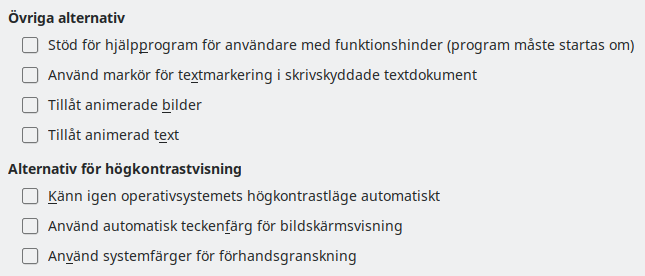 Övriga alternativ
Stöd för hjälpprogram för användare med funktionshinder (program måste startas om)
Använd markör för textmarkering i skrivskyddade textdokument
Tillåt animerade bilder
Tillåt animerad text
Alternativ för högkontrastvisning
Känn igen operativsystemets högkontrastläge automatiskt
Använd automatisk teckenfärg för bildskärmsvisning
Använd systemfärger för förhandsgranskning